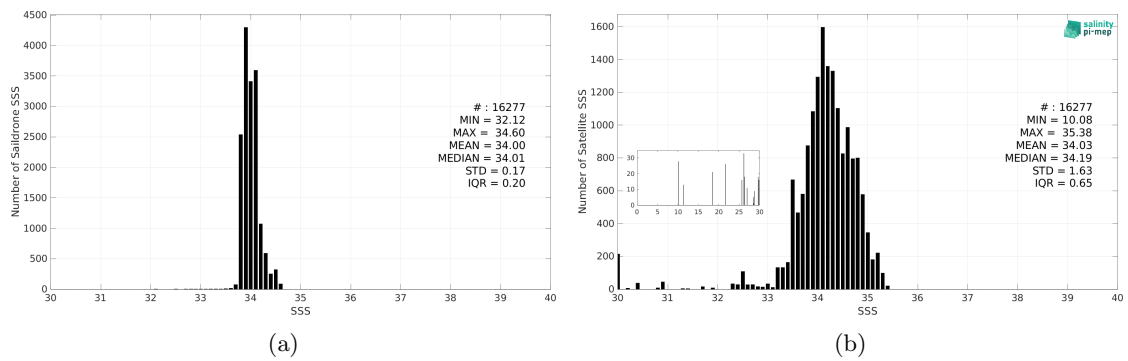 4500
4000
3500
3000
2500
2000
1500
1000
500
0
Number of Saildrone SSS
# : 16277
MIN = 32.12
MAX = 34.60
MEAN = 34.00
MEDIAN = 34.01
STD = 0.17
IQR = 0.20
30 31 32 33 34 35 36 37 38 39 40
SSS
(a)
salinity
pi-mep
1600
1400
1200
1000
800
600
400
200
0
Number of Satellite SSS
# : 16277
MIN = 10.08
MAX = 35.38
MEAN = 34.03
MEDIAN = 34.19
STD = 1.63
IQR = 0.65
30
20
10
0
0 5 10 15 20 25 30
30 31 32 33 34 35 36 37 38 39 40
SSS
(b)